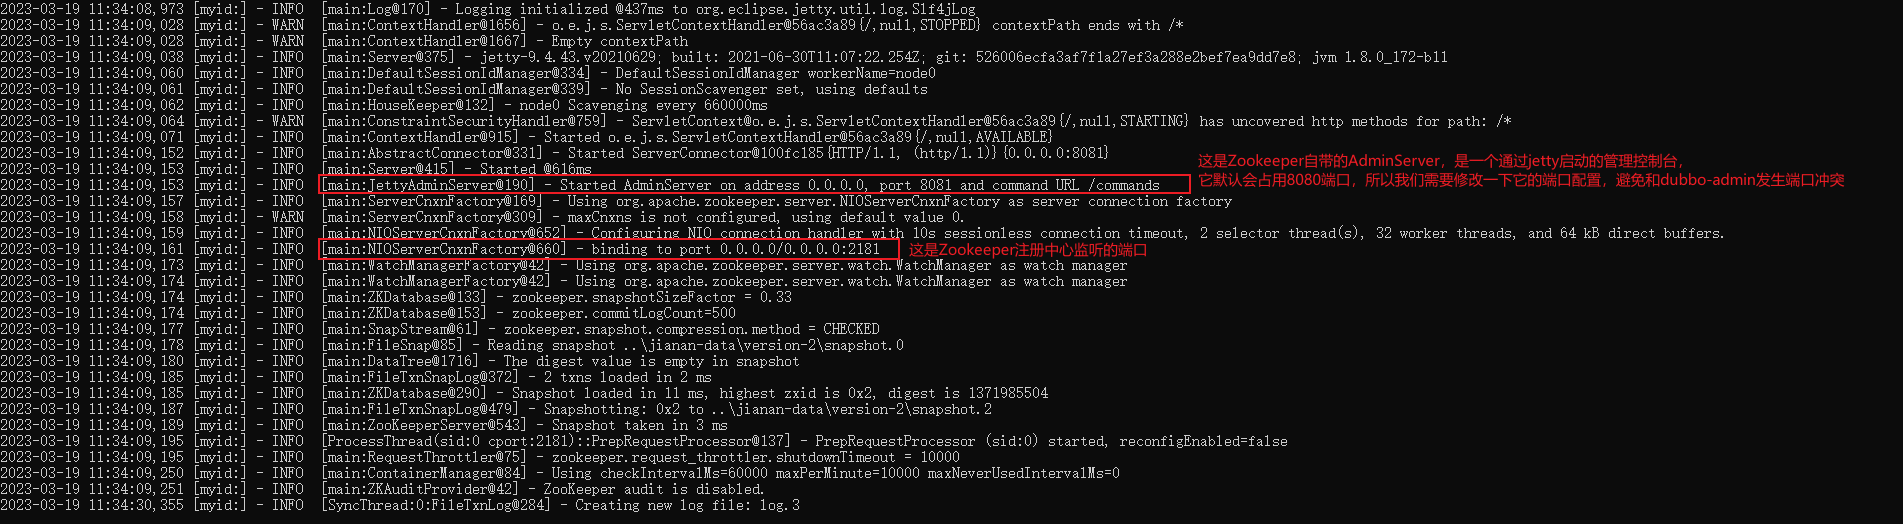 2023-03-19 11:34:08,973 [myid:] - INFO  [main:Log@170] - Logging initialized @437ms to org.eclipse.jetty.util.log.Slf4jLog
2023-03-19 11:34:09,028 [myid:] - WARN  [main:ContextHandler@1656] - o.e.j.s.ServletContextHandler@56ac3a89{/,null,STOPPED} contextPath ends with /*
2023-03-19 11:34:09,028 [myid:] - WARN  [main:ContextHandler@1667] - Empty contextPath
2023-03-19 11:34:09,038 [myid:] - INFO  [main:Server@375] - jetty-9.4.43.v20210629; built: 2021-06-30T11:07:22.254Z; git: 526006ecfa3af7f1a27ef3a288e2bef7ea9dd7e8; jvm 1.8.0_172-b11
2023-03-19 11:34:09,060 [myid:] - INFO  [main:DefaultSessionIdManager@334] - DefaultSessionIdManager workerName=node0
2023-03-19 11:34:09,061 [myid:] - INFO  [main:DefaultSessionIdManager@339] - No SessionScavenger set, using defaults
2023-03-19 11:34:09,062 [myid:] - INFO  [main:HouseKeeper@132] - node0 Scavenging every 660000ms
2023-03-19 11:34:09,064 [myid:] - WARN  [main:ConstraintSecurityHandler@759] - ServletContext@o.e.j.s.ServletContextHandler@56ac3a89{/,null,STARTING} has uncovered http methods for path: /*
2023-03-19 11:34:09,071 [myid:] - INFO  [main:ContextHandler@915] - Started o.e.j.s.ServletContextHandler@56ac3a89{/,null,AVAILABLE}
2023-03-19 11:34:09,152 [myid:] - INFO  [main:AbstractConnector@331] - Started ServerConnector@100fc185{HTTP/1.1, (http/1.1)}{0.0.0.0:8081}
这是Zookeeper自带的AdminServer，是一个通过jetty启动的管理控制台，
2023-03-19 11:34:09,153 [myid:] - INFO  [main:Server@415] - Started @616ms
它默认会占用8080端口，所以我们需要修改一下它的端口配置，避免和dubbo-admin发生端口冲突
2023-03-19 11:34:09,153 [myid:] - INFO  [main:JettyAdminServer@190] - Started AdminServer on address 0.0.0.0, port 8081 and command URL /commands
2023-03-19 11:34:09,157 [myid:] - INFO  [main:ServerCnxnFactory@169] - Using org.apache.zookeeper.server.NIOServerCnxnFactory as server connection factory
2023-03-19 11:34:09,158 [myid:] - WARN  [main:ServerCnxnFactory@309] - maxCnxns is not configured, using default value 0.
2023-03-19 11:34:09,159 [myid:] - INFO  [main:NIOServerCnxnFactory@652] - Configuring NIO connection handler with 10s sessionless connection timeout, 2 selector thread(s), 32 worker threads, and 64 kB direct buffers.
2023-03-19 11:34:09,161 [myid:] - INFO  [main:NIOServerCnxnFactory@660] - binding to port 0.0.0.0/0.0.0.0:2181
这是Zookeeper注册中心监听的端口
2023-03-19 11:34:09,173 [myid:] - INFO  [main:WatchManagerFactory@42] - Using org.apache.zookeeper.server.watch.WatchManager as watch manager
2023-03-19 11:34:09,174 [myid:] - INFO  [main:WatchManagerFactory@42] - Using org.apache.zookeeper.server.watch.WatchManager as watch manager
2023-03-19 11:34:09,174 [myid:] - INFO  [main:ZKDatabase@133] - zookeeper.snapshotSizeFactor = 0.33
2023-03-19 11:34:09,174 [myid:] - INFO  [main:ZKDatabase@153] - zookeeper.commitLogCount=500
2023-03-19 11:34:09,177 [myid:] - INFO  [main:SnapStream@61] - zookeeper.snapshot.compression.method = CHECKED
2023-03-19 11:34:09,178 [myid:] - INFO  [main:FileSnap@85] - Reading snapshot ..\jianan-data\version-2\snapshot.0
2023-03-19 11:34:09,180 [myid:] - INFO  [main:DataTree@1716] - The digest value is empty in snapshot
2023-03-19 11:34:09,185 [myid:] - INFO  [main:FileTxnSnapLog@372] - 2 txns loaded in 2 ms
2023-03-19 11:34:09,185 [myid:] - INFO  [main:ZKDatabase@290] - Snapshot loaded in 11 ms, highest zxid is 0x2, digest is 1371985504
2023-03-19 11:34:09,187 [myid:] - INFO  [main:FileTxnSnapLog@479] - Snapshotting: 0x2 to ..\jianan-data\version-2\snapshot.2
2023-03-19 11:34:09,189 [myid:] - INFO  [main:ZooKeeperServer@543] - Snapshot taken in 3 ms
2023-03-19 11:34:09,195 [myid:] - INFO  [ProcessThread(sid:0 cport:2181)::PrepRequestProcessor@137] - PrepRequestProcessor (sid:0) started, reconfigEnabled=false
2023-03-19 11:34:09,195 [myid:] - INFO  [main:RequestThrottler@75] - zookeeper.request_throttler.shutdownTimeout = 10000
2023-03-19 11:34:09,250 [myid:] - INFO  [main:ContainerManager@84] - Using checkIntervalMs=60000 maxPerMinute=10000 maxNeverUsedIntervalMs=0
2023-03-19 11:34:09,251 [myid:] - INFO  [main:ZKAuditProvider@42] - ZooKeeper audit is disabled.
2023-03-19 11:34:30,355 [myid:] - INFO  [SyncThread:0:FileTxnLog@284] - Creating new log file: log.3